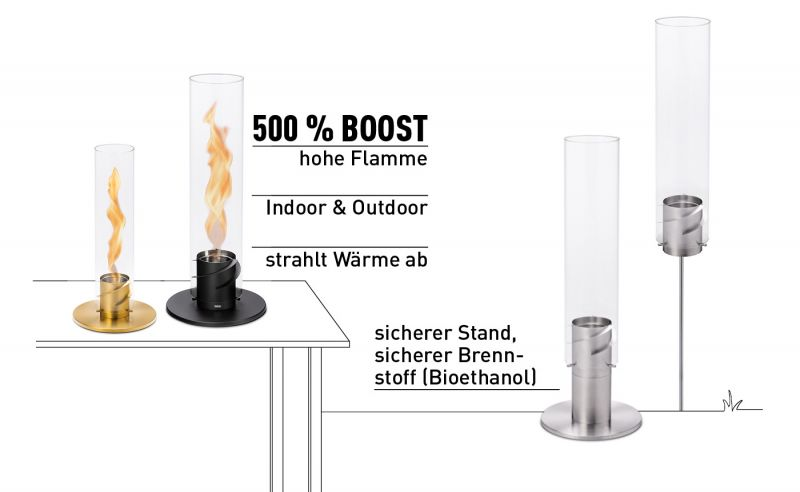 500 % BOOST
hohe Flamme
Indoor & Outdoor
strahlt Wärme ab
sicherer Stand,
sicherer Brenn-
stoff (Bioethanol)